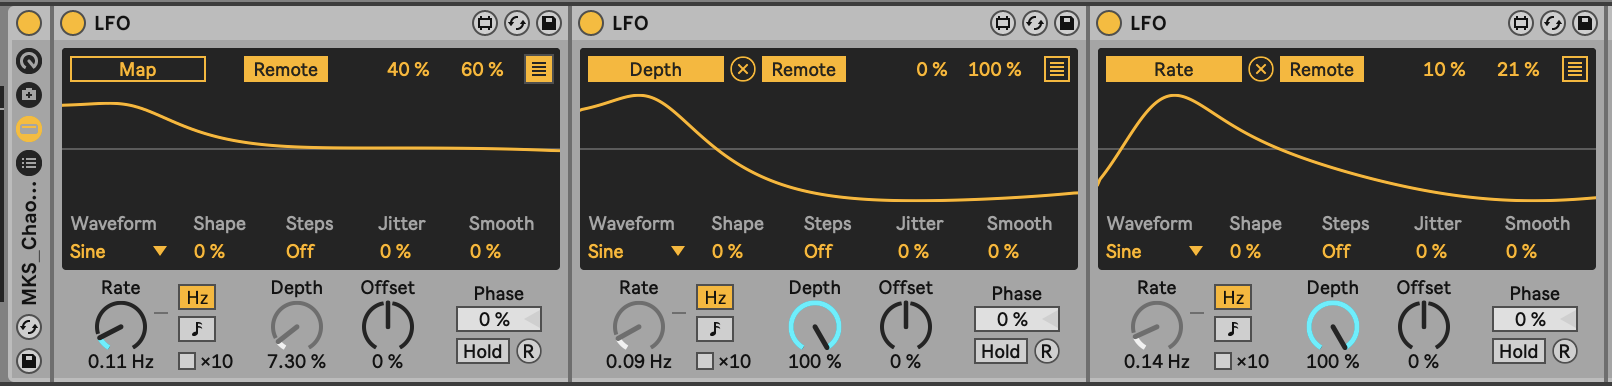 MKS_Chao...
LFO
Map Remote 40 % 60 %
Waveform Shape Steps Jitter Smooth
Sine 0 % Off 0 % 0 %
Rate Hz Depth Offset Phase
0 %
Hold R
0.11 Hz ×10 7.30 % 0 %
LFO
Depth Remote 0 % 100 %
Waveform Shape Steps Jitter Smooth
Sine 0 % Off 0 % 0 %
Rate Hz Depth Offset Phase
0 %
Hold R
0.09 Hz ×10 100 % 0 %
LFO
Rate Remote 10 % 21 %
Waveform Shape Steps Jitter Smooth
Sine 0 % Off 0 % 0 %
Rate Hz Depth Offset Phase
0 %
Hold R
0.14 Hz ×10 100 % 0 %